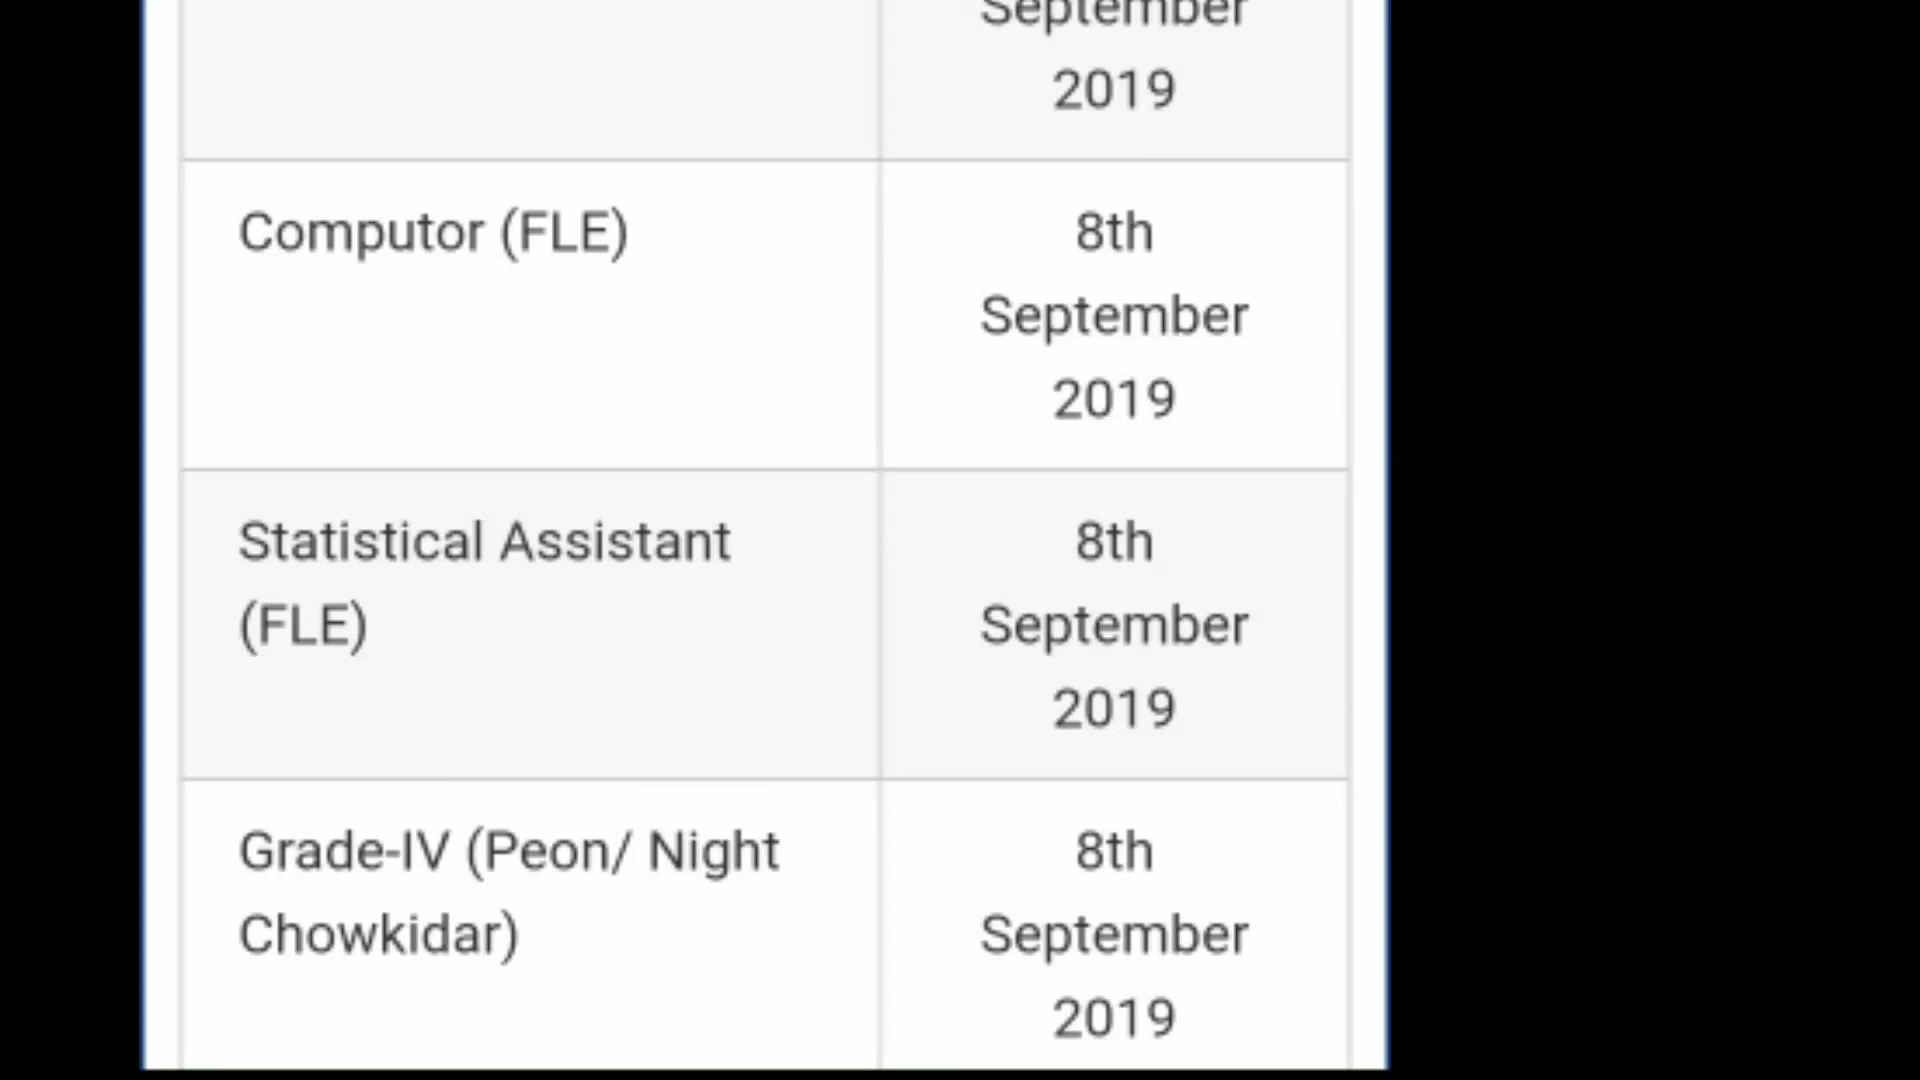 September
2019
Computor (FLE)
8th
September
2019
Statistical Assistant
(FLE)
8th
September
2019
Grade-IV (Peon/ Night
Chowkidar)
8th
September
2019